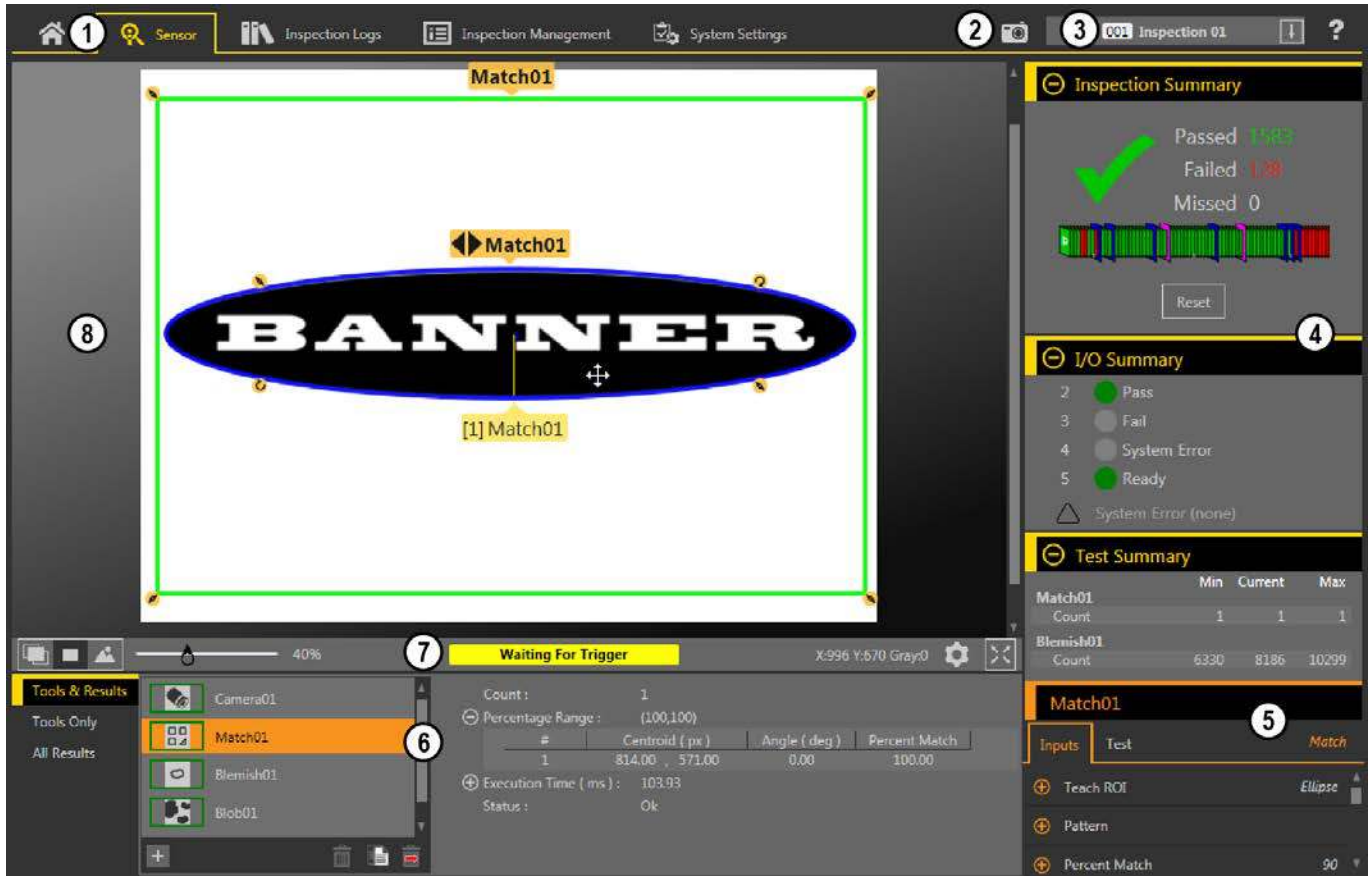 1 Sensor Inspection Logs Inspection Management System Settings 2 3 001 Inspection 01 ?
Match01
Match01
BANNER
[1] Match01
8
Inspection Summary
Passed 1583
Failed 138
Missed 0
Reset
4
I/O Summary
2 Pass
3 Fail
4 System Error
5 Ready
System Error (none)
Test Summary
Min Current Max
Match01
Count 1 1 1
Blemish01
Count 6330 8186 10299
40% 7 Waiting For Trigger X:996 Y:670 Gray:0
Tools & Results
Tools Only
All Results
Camera01
Match01
6
Blemish01
Blob01
Count : 1
Percentage Range : (100,100)
# Centroid ( px ) Angle ( deg ) Percent Match
1 814.00 , 571.00 0.00 100.00
Execution Time ( ms ) : 103.93
Status : Ok
Match01
5
Inputs Test Match
Teach ROI Ellipse
Pattern
Percent Match 90